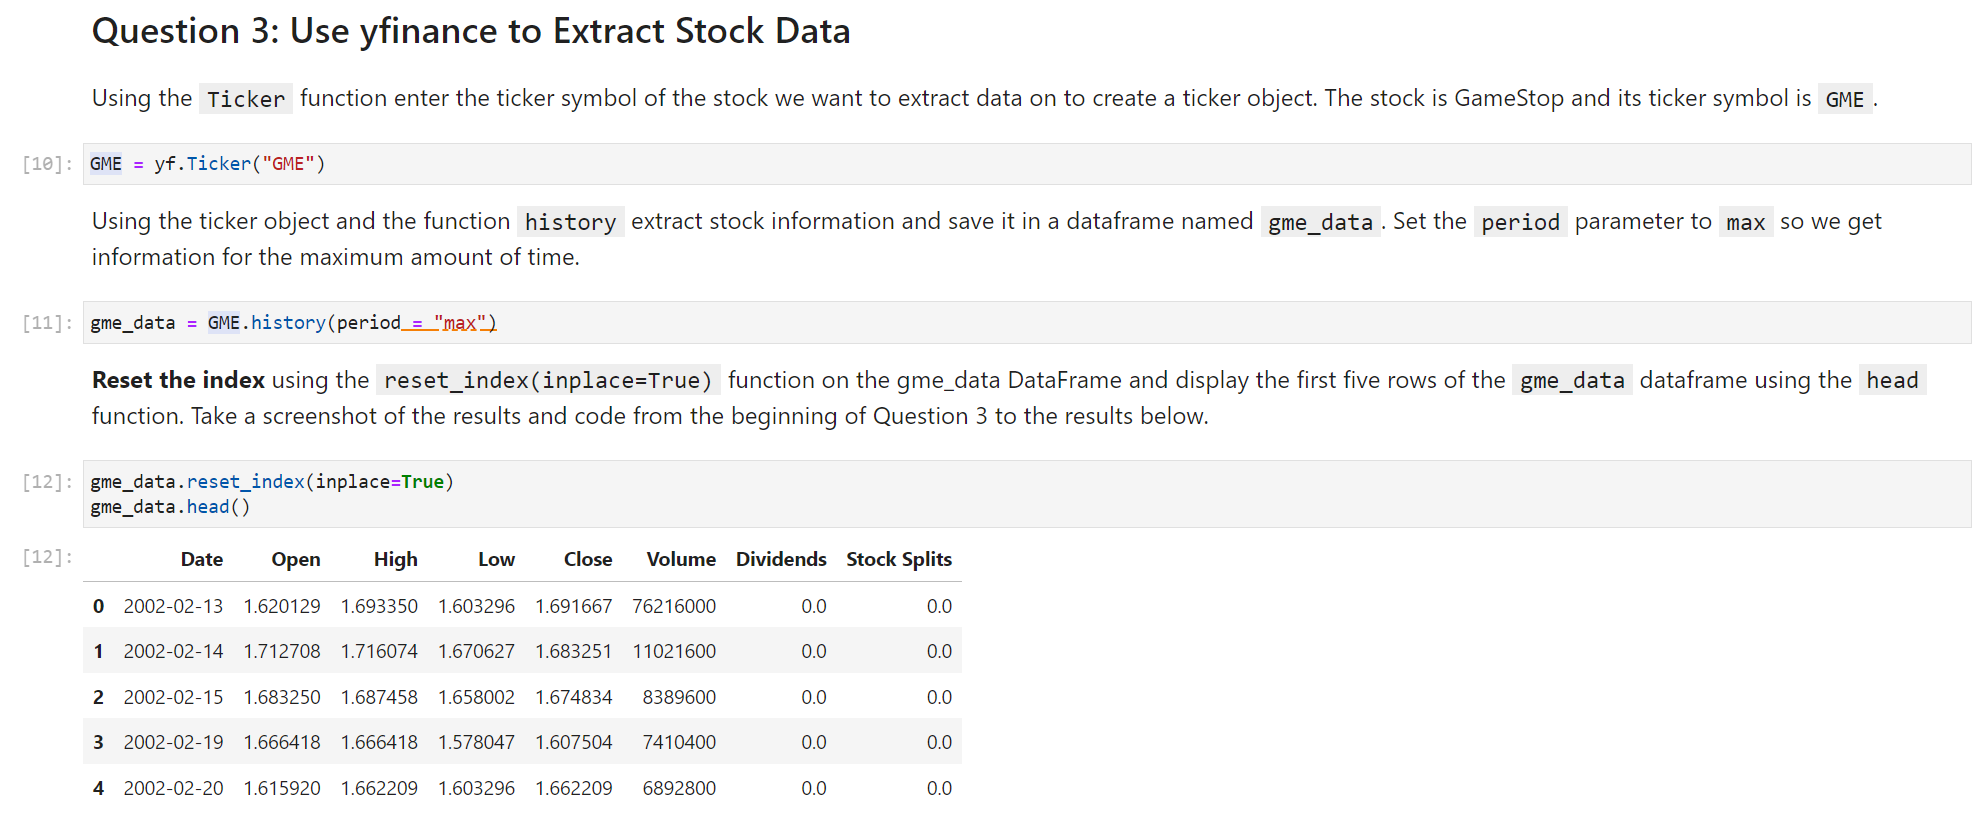 Question 3: Use yfinance to Extract Stock Data
Using the Ticker function enter the ticker symbol of the stock we want to extract data on to create a ticker object. The stock is GameStop and its ticker symbol is GME .
[10]: GME = yf.Ticker("GME")
Using the ticker object and the function history extract stock information and save it in a dataframe named gme_data . Set the period parameter to max so we get
information for the maximum amount of time.
[11]: gme_data = GME.history(period = "max")
Reset the index using the reset_index(inplace=True) function on the gme_data DataFrame and display the first five rows of the gme_data dataframe using the head
function. Take a screenshot of the results and code from the beginning of Question 3 to the results below.
[12]: gme_data.reset_index(inplace=True)
gme_data.head()
[12]: Date Open High Low Close Volume Dividends Stock Splits
0 2002-02-13 1.620129 1.693350 1.603296 1.691667 76216000 0.0 0.0
1 2002-02-14 1.712708 1.716074 1.670627 1.683251 11021600 0.0 0.0
2 2002-02-15 1.683250 1.687458 1.658002 1.674834 8389600 0.0 0.0
3 2002-02-19 1.666418 1.666418 1.578047 1.607504 7410400 0.0 0.0
4 2002-02-20 1.615920 1.662209 1.603296 1.662209 6892800 0.0 0.0